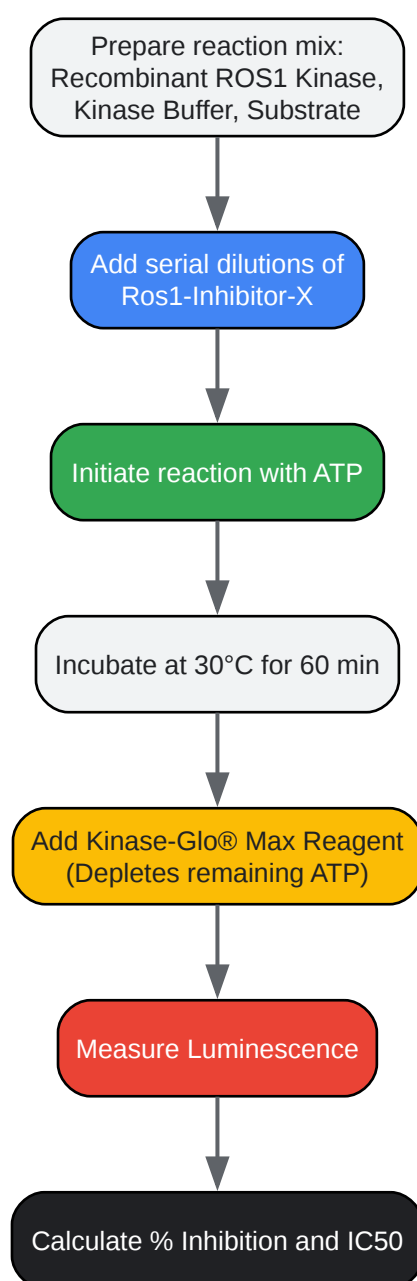 Prepare reaction mix:
Recombinant ROS1 Kinase,
Kinase Buffer, Substrate
Add serial dilutions of
Ros1-Inhibitor-X
Initiate reaction with ATP
Incubate at 30°C for 60 min
Add Kinase-Glo® Max Reagent
(Depletes remaining ATP)
Measure Luminescence
Calculate % Inhibition and IC50